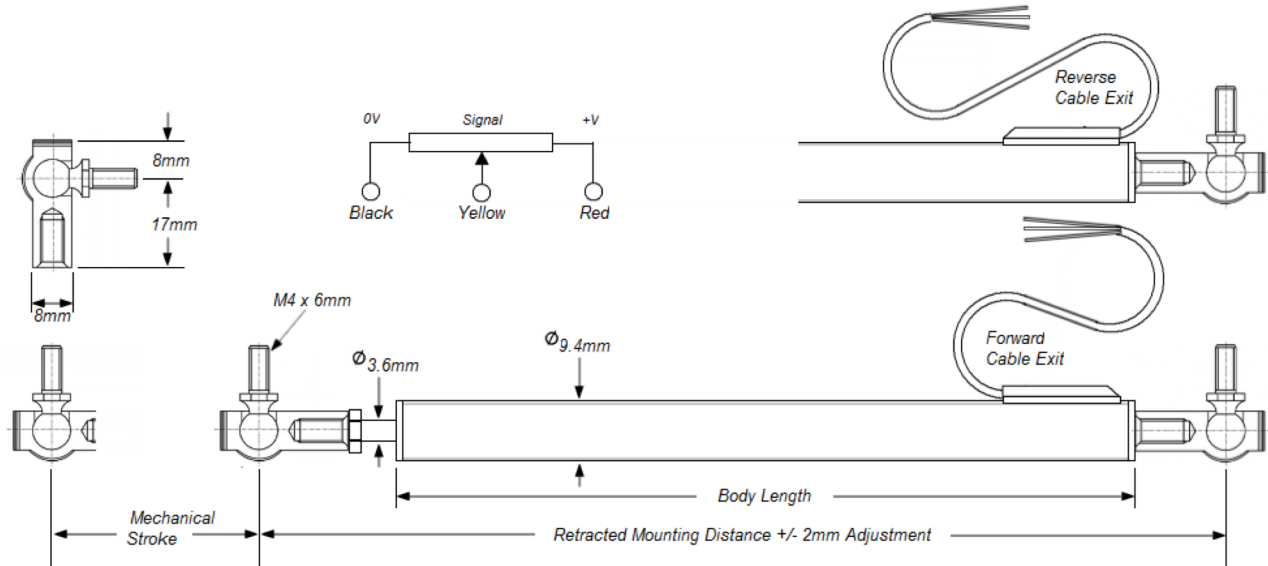 Reverse
Cable Exit
0V
Signal
+V
8mm
Black
Yellow
Red
17mm
M4 x 6mm
8mm
Ø3.6mm
Ø9.4mm
Forward
Cable Exit
Body Length
Mechanical
Stroke
Retracted Mounting Distance +/- 2mm Adjustment